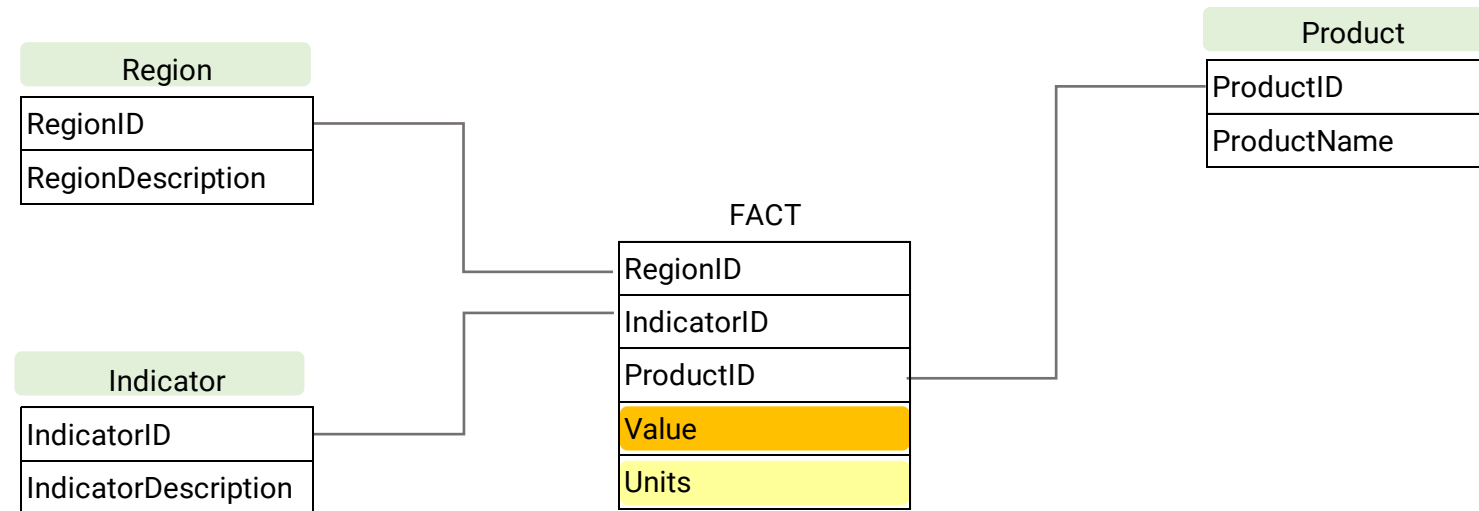 Region
RegionID
RegionDescription
Product
ProductID
ProductName
FACT
RegionID
IndicatorID
ProductID
Value
Units
Indicator
IndicatorID
IndicatorDescription